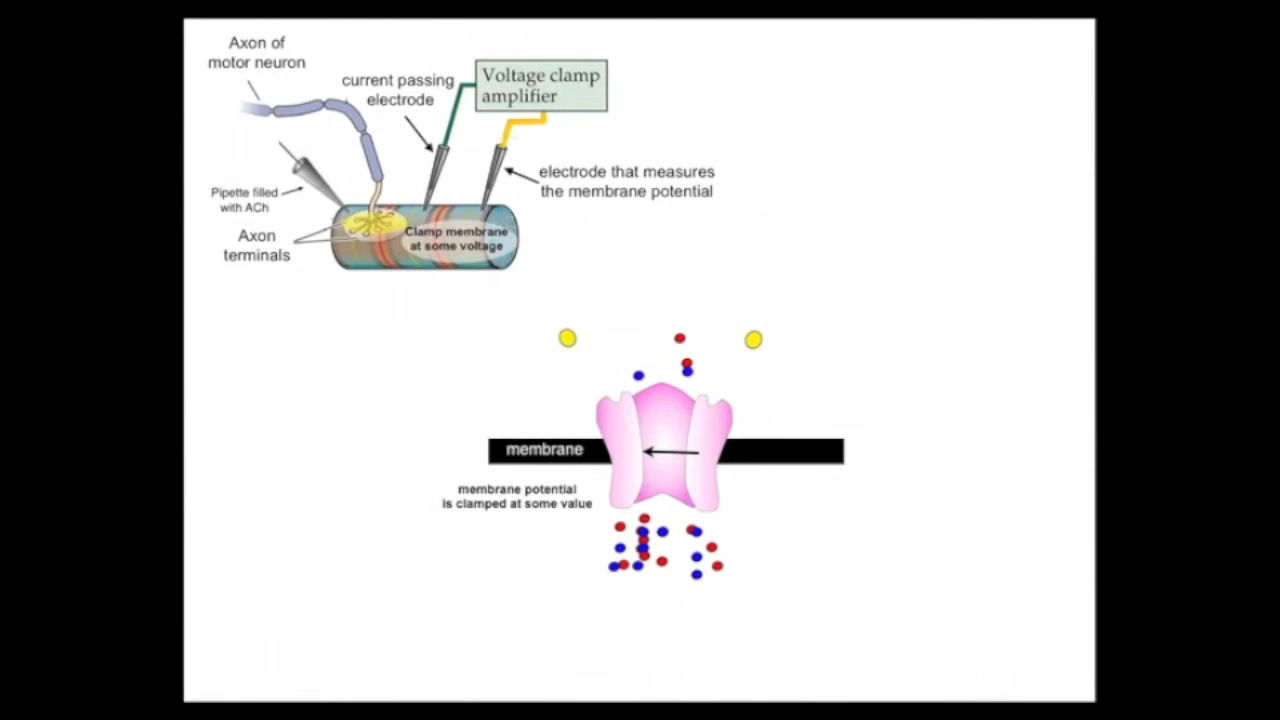 Axon of
motor neuron
current passing
electrode
Voltage clamp
amplifier
electrode that measures
the membrane potential
Pipette filled
with ACh
Axon
terminals
Clamp membrane
at some voltage
membrane
membrane potential
is clamped at some value